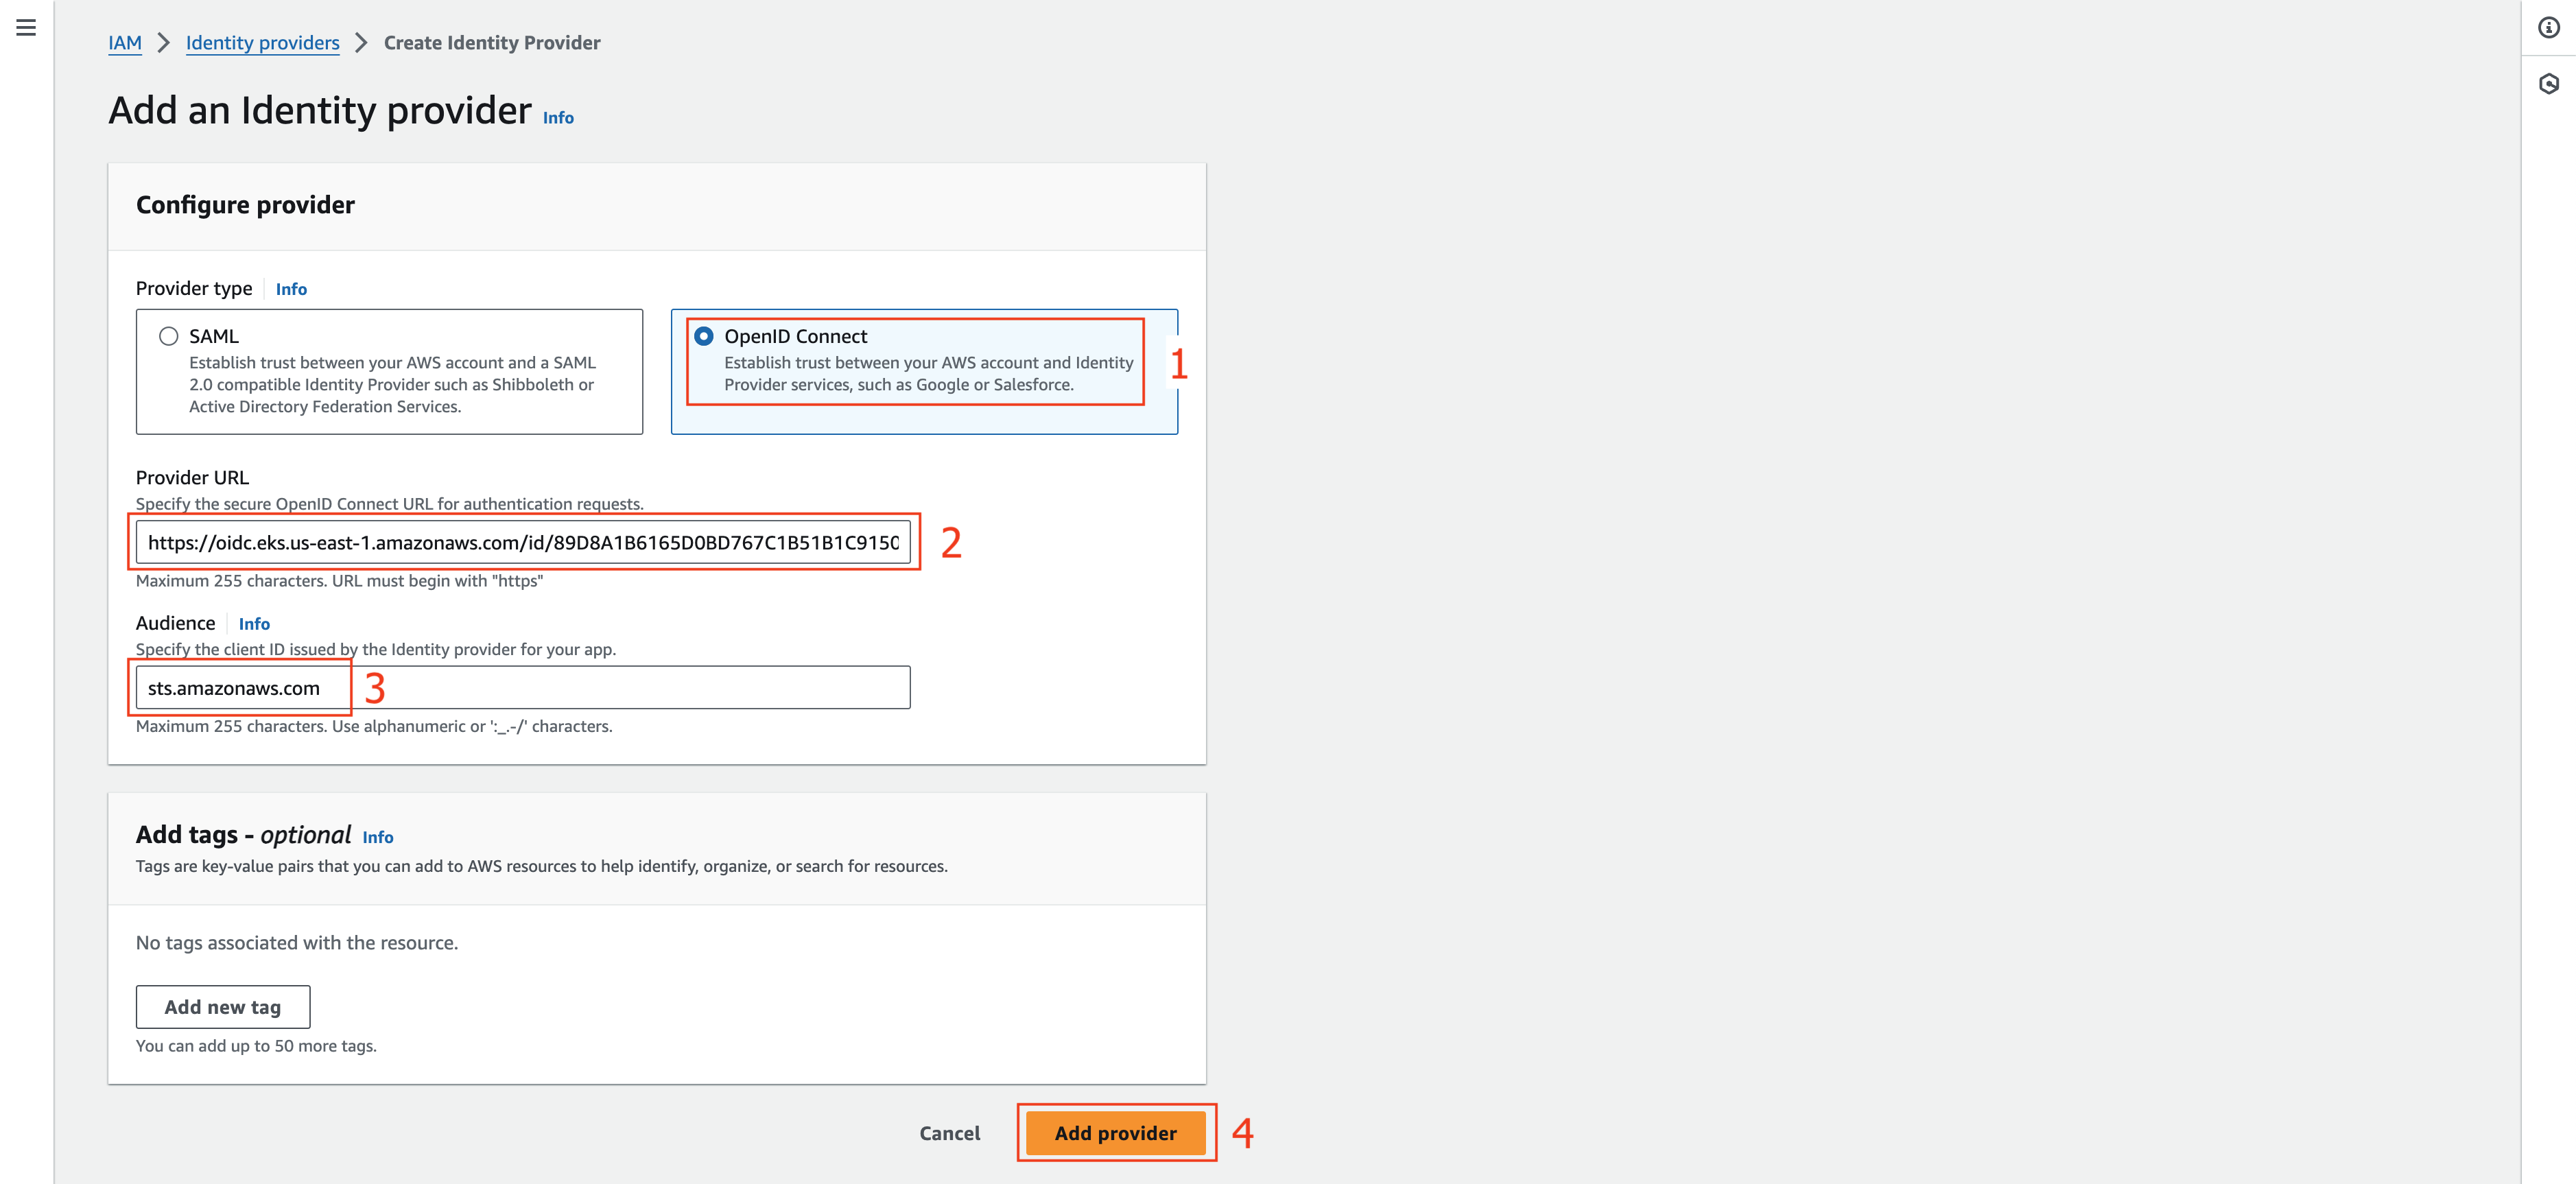 IAM > Identity providers > Create Identity Provider
Add an Identity provider Info
Configure provider
Provider type Info
SAML
Establish trust between your AWS account and a SAML
2.0 compatible Identity Provider such as Shibboleth or
Active Directory Federation Services.
OpenID Connect
Establish trust between your AWS account and Identity
Provider services, such as Google or Salesforce.
1
Provider URL
Specify the secure OpenID Connect URL for authentication requests.
https://oidc.eks.us-east-1.amazonaws.com/id/89D8A1B6165D0BD767C1B51B1C9150
2
Maximum 255 characters. URL must begin with "https"
Audience Info
Specify the client ID issued by the Identity provider for your app.
sts.amazonaws.com
3
Maximum 255 characters. Use alphanumeric or ':_.-/' characters.
Add tags - optional Info
Tags are key-value pairs that you can add to AWS resources to help identify, organize, or search for resources.
No tags associated with the resource.
Add new tag
You can add up to 50 more tags.
Cancel
Add provider
4